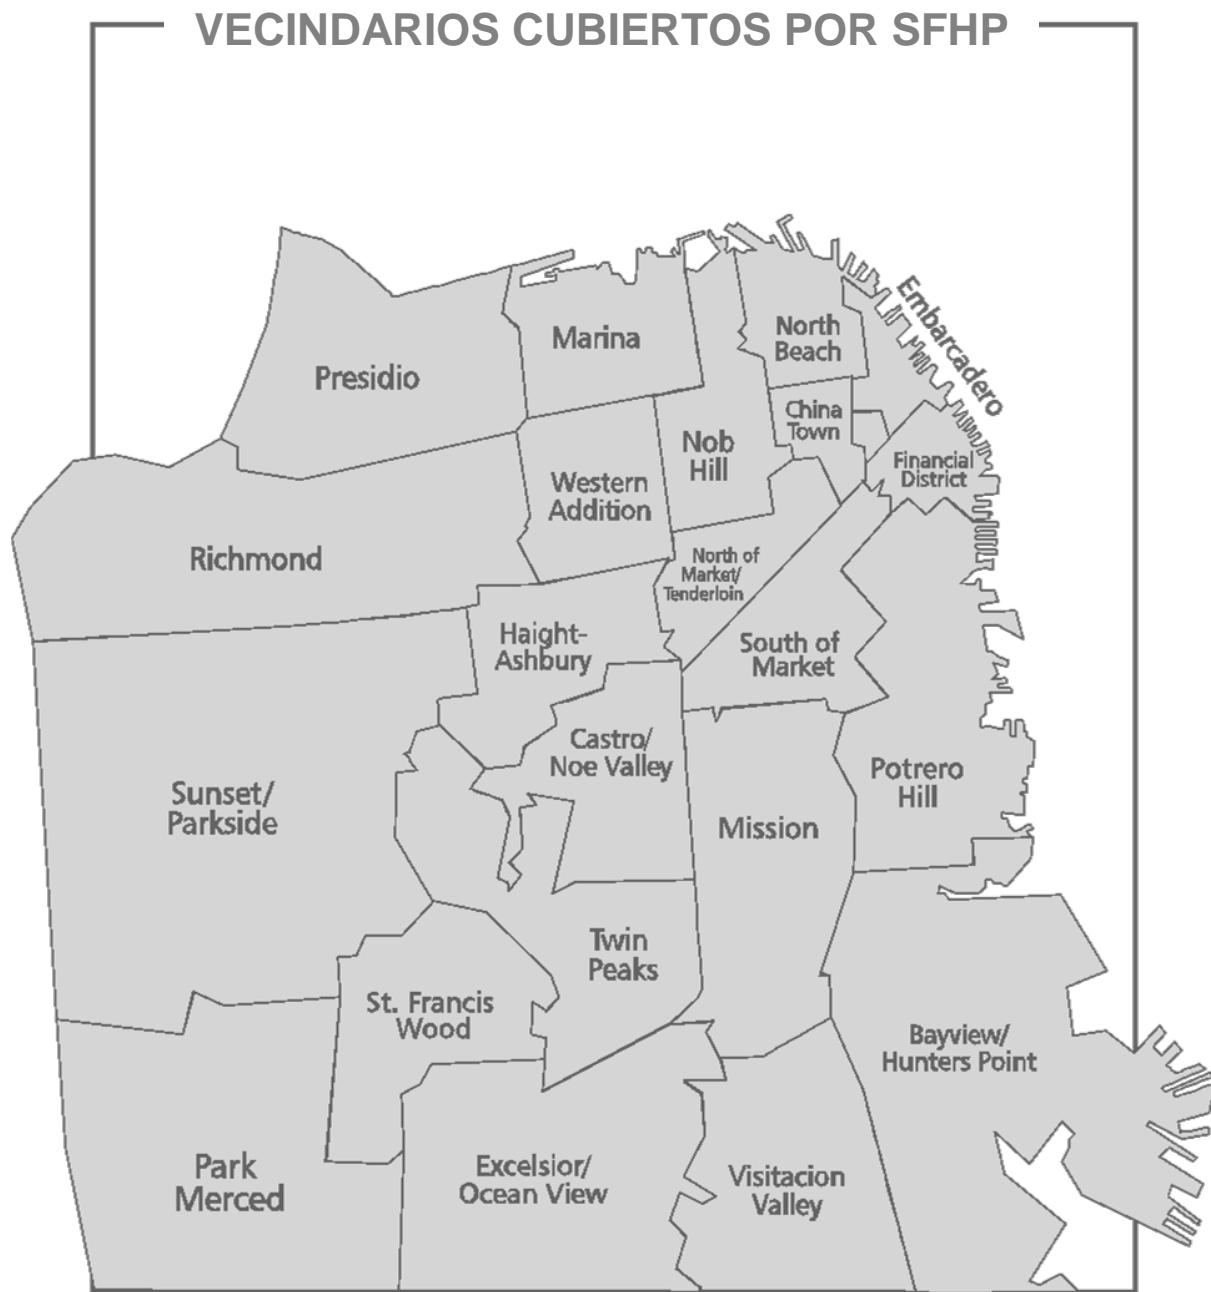 VECINDARIOS CUBIERTOS POR SFHP
Embarcadero
North
Beach
Marina
Presidio
China
Town
Nob
Hill
Financial
District
Western
Addition
Richmond
North of
Market/
Tenderloin
Haight-
Ashbury
South of
Market
Castro/
Noe Valley
Potrero
Hill
Sunset/
Parkside
Mission
Twin
Peaks
St. Francis
Wood
Bayview/
Hunters Point
Park
Merced
Excelsior/
Ocean View
Visitacion
Valley